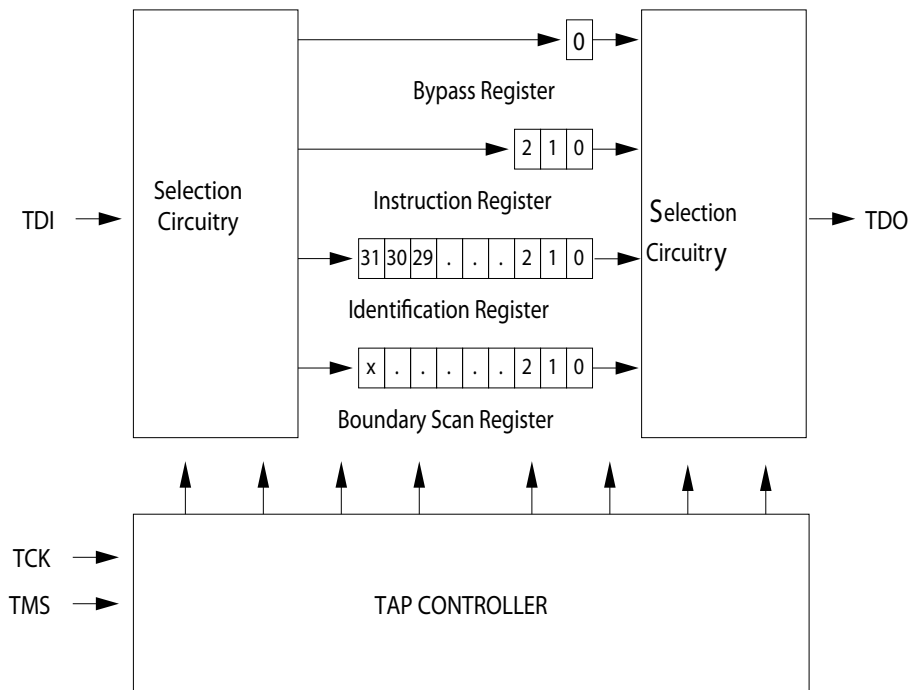 0
Bypass Register
2 1 0
Selection
Circuitry
TDI
Instruction Register
Selection
Circuitry
TDO
31 30 29 . . . 2 1 0
Identification Register
x . . . . . 2 1 0
Boundary Scan Register
TCK
TMS
TAP CONTROLLER